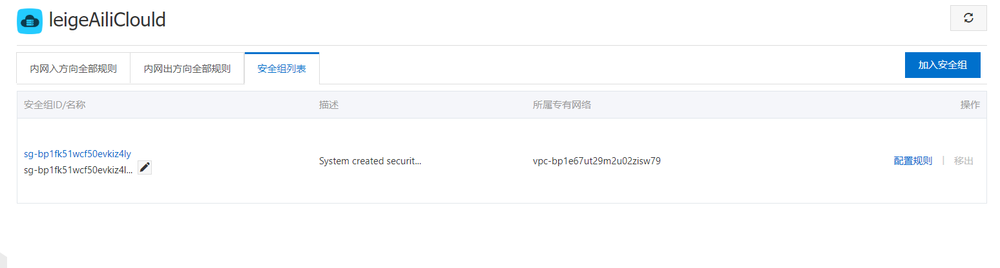 leigeAiliClould
内网入方向全部规则
内网出方向全部规则
安全组列表
加入安全组
安全组ID/名称
描述
所属专有网络
操作
sg-bp1fk51wcf50evkiz4ly
sg-bp1fk51wcf50evkiz4l...
System created securit...
vpc-bp1e67ut29m2u02zisw79
配置规则 | 移出